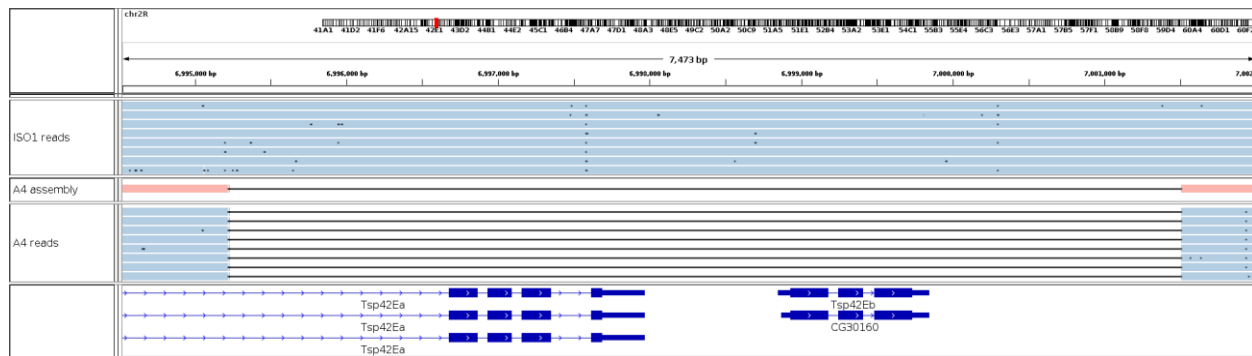 chr2R
41A1 41D2 41F6 42A15 42E1 43D2 44B1 44E2 45C1 46B4 47A7 47D1 48A3 48E5 49C2 50A2 50C9 51A5 51E1 52B4 53A2 53E1 54C1 55B3 55E4 56C3 56E3 57A1 57B5 57F1 58B9 58F8 59D4 60A4 60D1
7,473 bp
6,995,000 bp 6,996,000 bp 6,997,000 bp 6,998,000 bp 6,999,000 bp 7,000,000 bp 7,001,000 bp
ISO1 reads
A4 assembly
A4 reads
Tsp42Ea Tsp42Eb
Tsp42Ea CG30160
Tsp42Ea